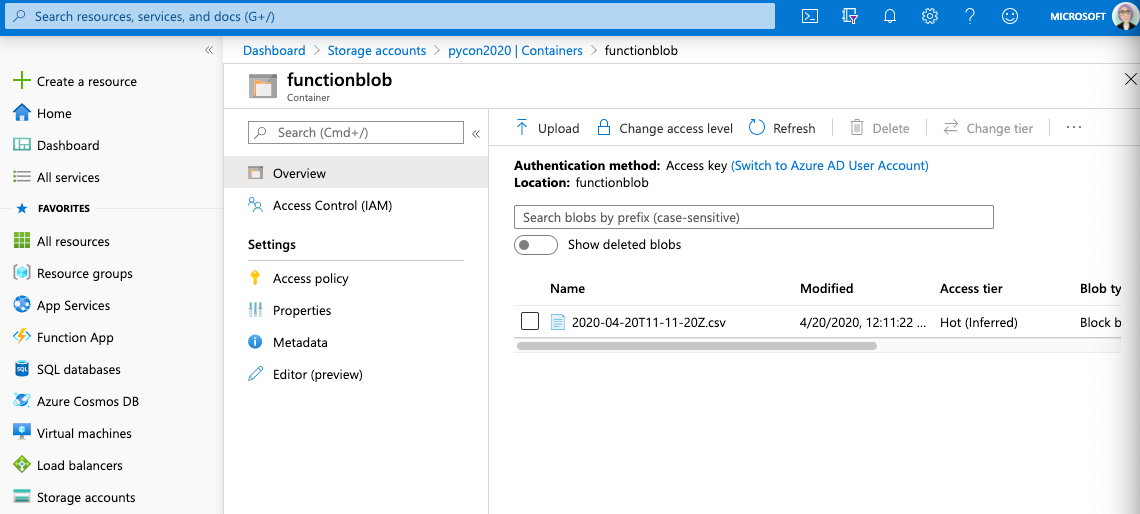 Search resources, services, and docs (G+/)
MICROSOFT
Dashboard > Storage accounts > pycon2020 | Containers > functionblob
Create a resource
Home
Dashboard
All services
FAVORITES
All resources
Resource groups
App Services
Function App
SQL databases
Azure Cosmos DB
Virtual machines
Load balancers
Storage accounts
functionblob
Container
Search (Cmd+/)
Overview
Access Control (IAM)
Settings
Access policy
Properties
Metadata
Editor (preview)
Upload Change access level Refresh Delete Change tier ...
Authentication method: Access key (Switch to Azure AD User Account)
Location: functionblob
Search blobs by prefix (case-sensitive)
Show deleted blobs
Name Modified Access tier Blob ty
2020-04-20T11-11-20Z.csv 4/20/2020, 12:11:22 ... Hot (Inferred) Block b